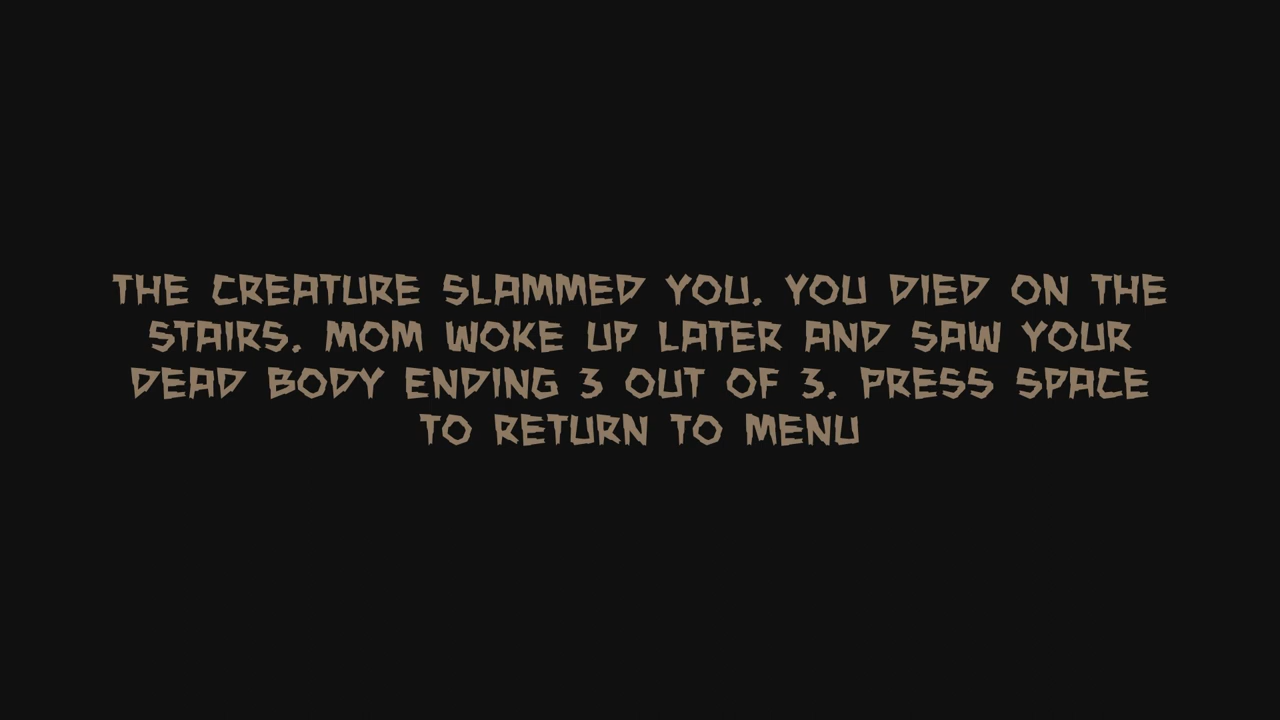 THE CREATURE SLAMMED YOU. YOU DIED ON THE
STAIRS. MOM WOKE UP LATER AND SAW YOUR
DEAD BODY ENDING 3 OUT OF 3. PRESS SPACE
TO RETURN TO MENU